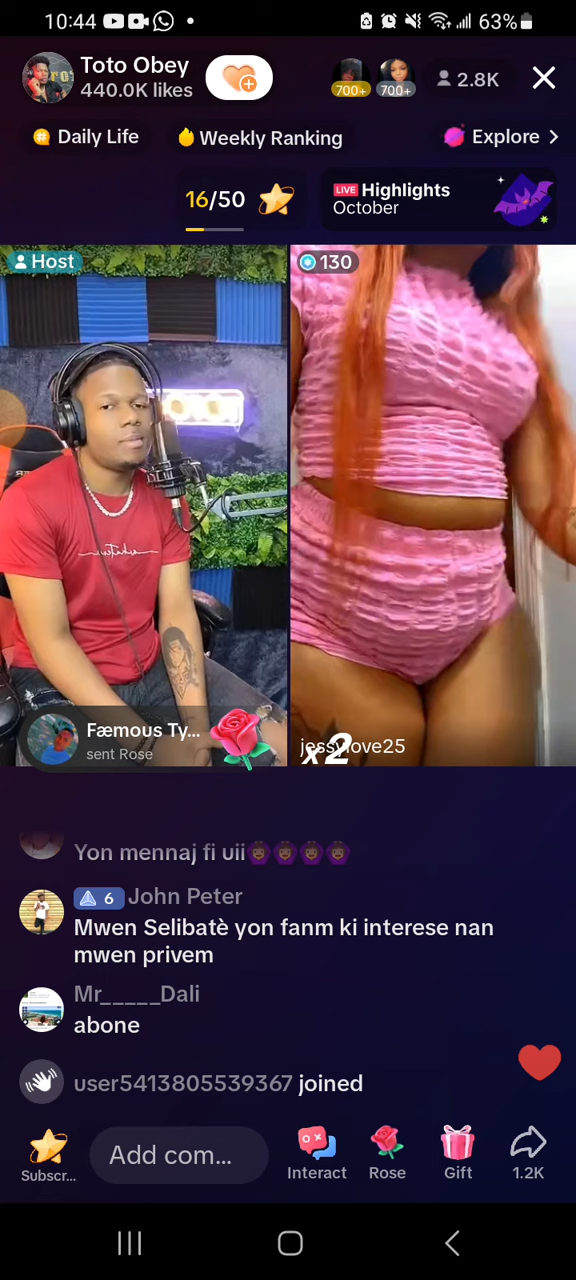 10:44
63%
Toto Obey
440.0K likes
700+
700+
2.8K
Daily Life
Weekly Ranking
Explore
16/50
LIVE Highlights
October
Host
130
Fæmous Ty...
sent Rose
x2
jessylove25
Yon mennaj fi uii
6 John Peter
Mwen Selibatè yon fanm ki interese nan
mwen privem
Mr_____Dali
abone
user5413805539367 joined
Subscr...
Add com...
Interact
Rose
Gift
1.2K